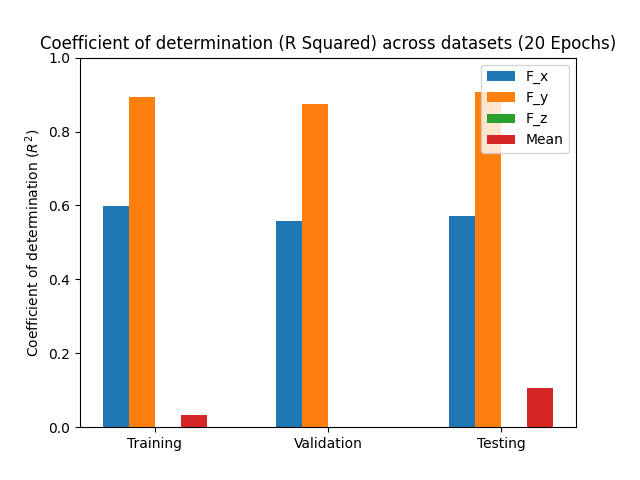 Coefficient of determination (R Squared) across datasets (20 Epochs)
Coefficient of determination (R²)
1.0
0.8
0.6
0.4
0.2
0.0
F_x
F_y
F_z
Mean
Training
Validation
Testing